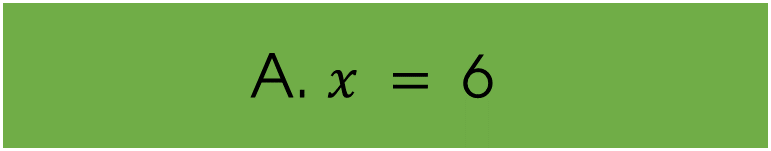 A. x = 6